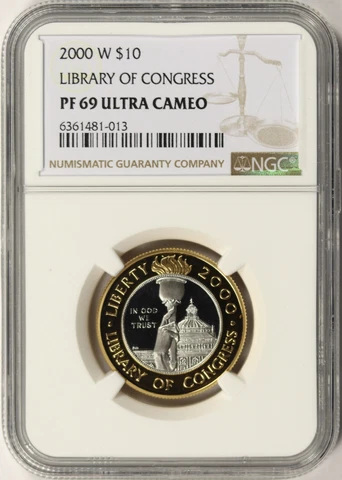 2000 W $10
LIBRARY OF CONGRESS
PF 69 ULTRA CAMEO
6361481-013
NUMISMATIC GUARANTY COMPANY
NGC
LIBERTY 2000
IN GOD
WE
TRUST
LIBRARY OF CONGRESS